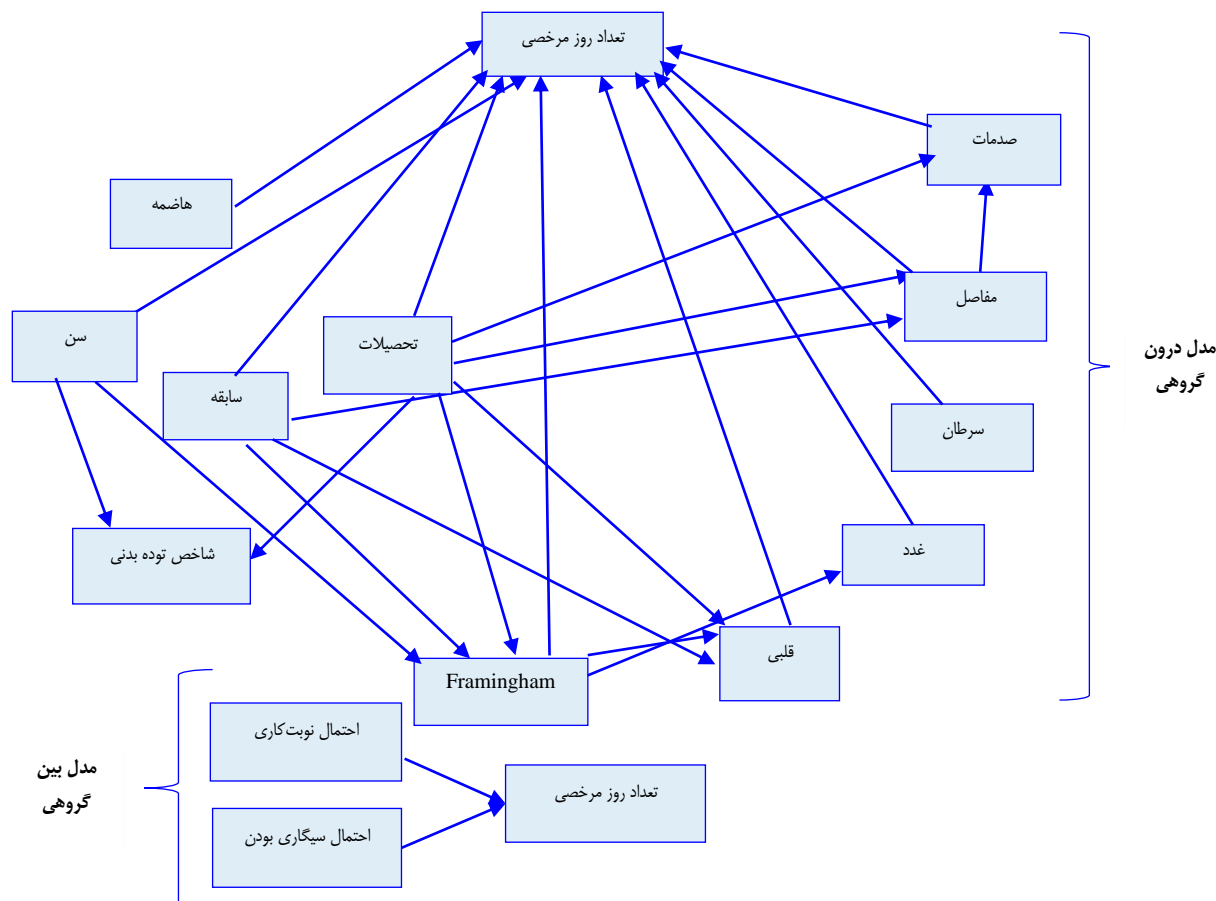 تعداد روز مرخصی
صدمات
هاضمه
مفاصل
سن
تحصیلات
مدل درون
گروهی
سابقه
سرطان
شاخص توده بدنی
غدد
قلبی
Framingham
احتمال نوبت‌کاری
مدل بین
گروهی
تعداد روز مرخصی
احتمال سیگاری بودن